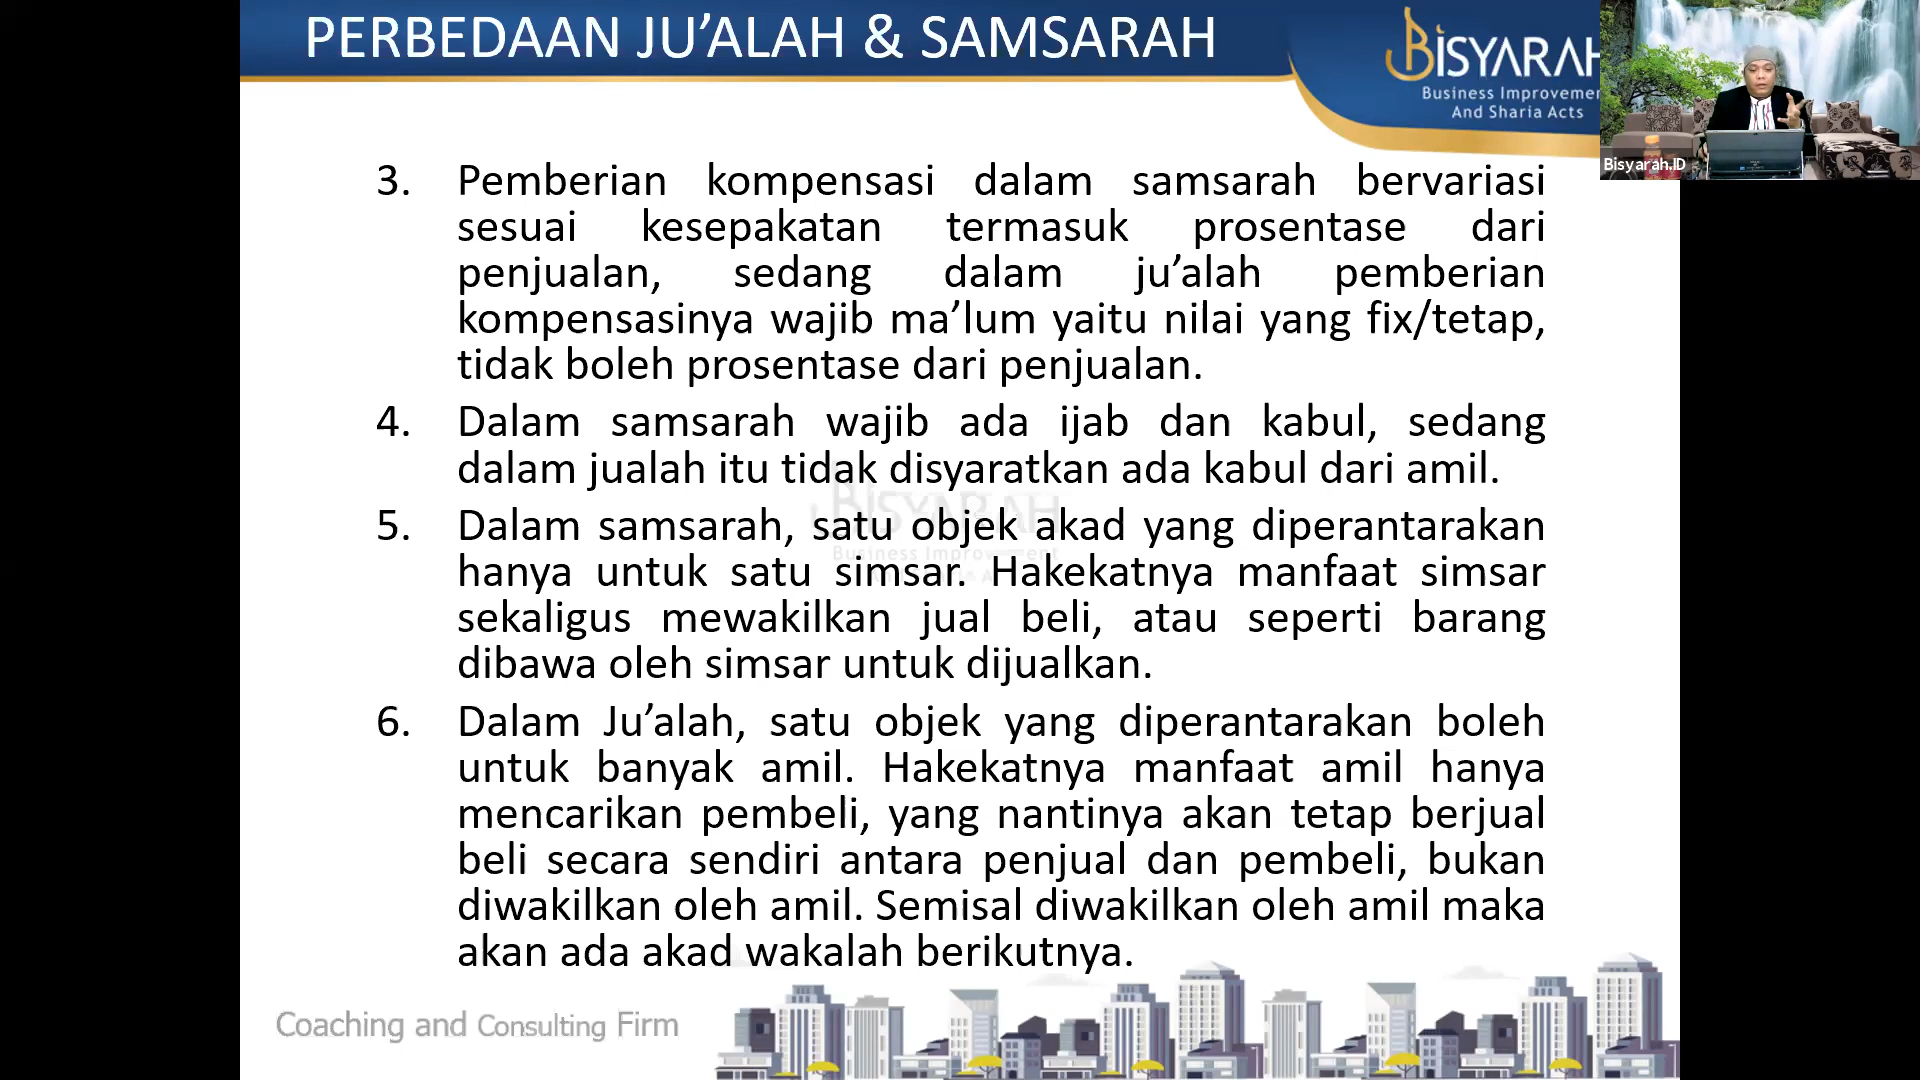 PERBEDAAN JU’ALAH & SAMSARAH
BISYARAH
Business Improvemen
And Sharia Acts
Bisyarah.ID
3. Pemberian kompensasi dalam samsarah bervariasi
sesuai kesepakatan termasuk prosentase dari
penjualan, sedang dalam ju’alah pemberian
kompensasinya wajib ma’lum yaitu nilai yang fix/tetap,
tidak boleh prosentase dari penjualan.
4. Dalam samsarah wajib ada ijab dan kabul, sedang
dalam jualah itu tidak disyaratkan ada kabul dari amil.
5. Dalam samsarah, satu objek akad yang diperantarakan
hanya untuk satu simsar. Hakekatnya manfaat simsar
sekaligus mewakilkan jual beli, atau seperti barang
dibawa oleh simsar untuk dijualkan.
6. Dalam Ju’alah, satu objek yang diperantarakan boleh
untuk banyak amil. Hakekatnya manfaat amil hanya
mencarikan pembeli, yang nantinya akan tetap berjual
beli secara sendiri antara penjual dan pembeli, bukan
diwakilkan oleh amil. Semisal diwakilkan oleh amil maka
akan ada akad wakalah berikutnya.
BISYARAH
Business Improvement
Coaching and Consulting Firm